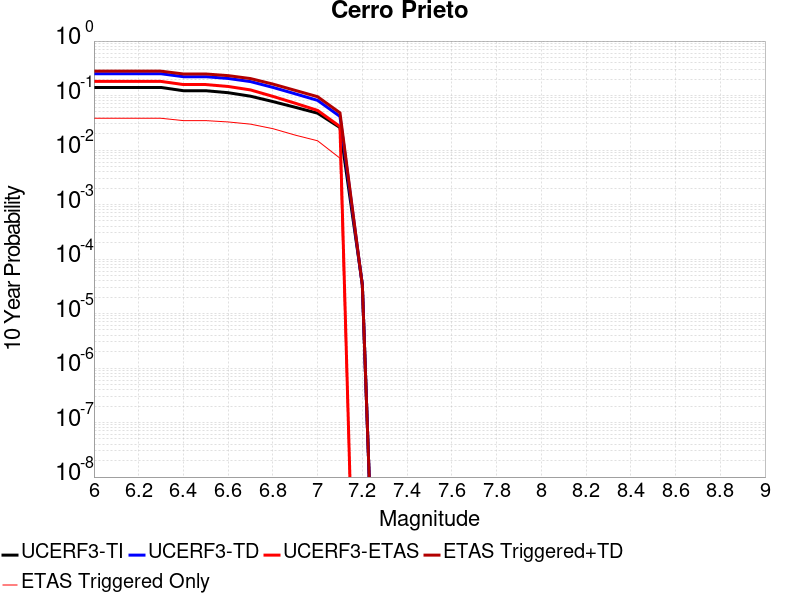 Cerro Prieto
10^0
10^-1
10^-2
10^-3
10^-4
10^-5
10^-6
10^-7
10^-8
10 Year Probability
6 6.2 6.4 6.6 6.8 7 7.2 7.4 7.6 7.8 8 8.2 8.4 8.6 8.8 9
Magnitude
UCERF3-TI UCERF3-TD UCERF3-ETAS ETAS Triggered+TD
ETAS Triggered Only